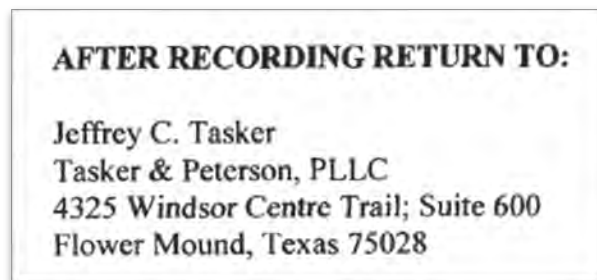 AFTER RECORDING RETURN TO:
Jeffrey C. Tasker
Tasker & Peterson, PLLC
4325 Windsor Centre Trail; Suite 600
Flower Mound, Texas 75028